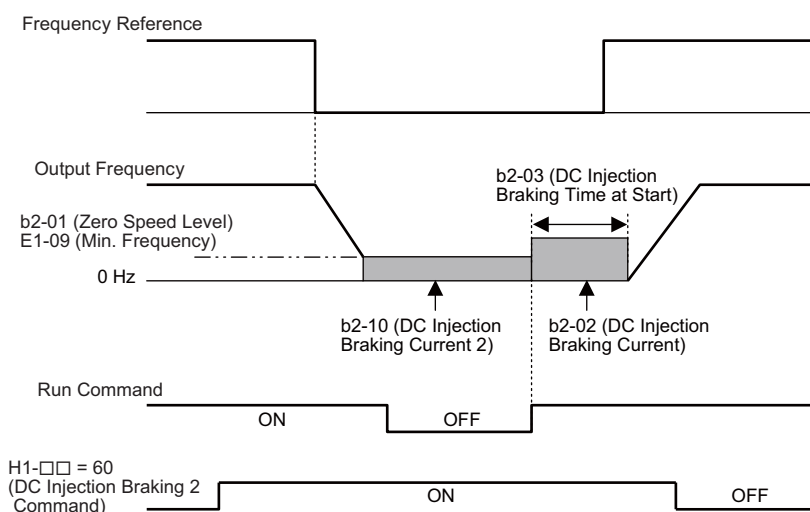 Frequency Reference
Output Frequency
b2-03 (DC Injection
Braking Time at Start)
b2-01 (Zero Speed Level)
E1-09 (Min. Frequency)
0 Hz
b2-10 (DC Injection
Braking Current 2)
b2-02 (DC Injection
Braking Current)
Run Command
ON
OFF
H1-□□ = 60
(DC Injection Braking 2
Command)
ON
OFF